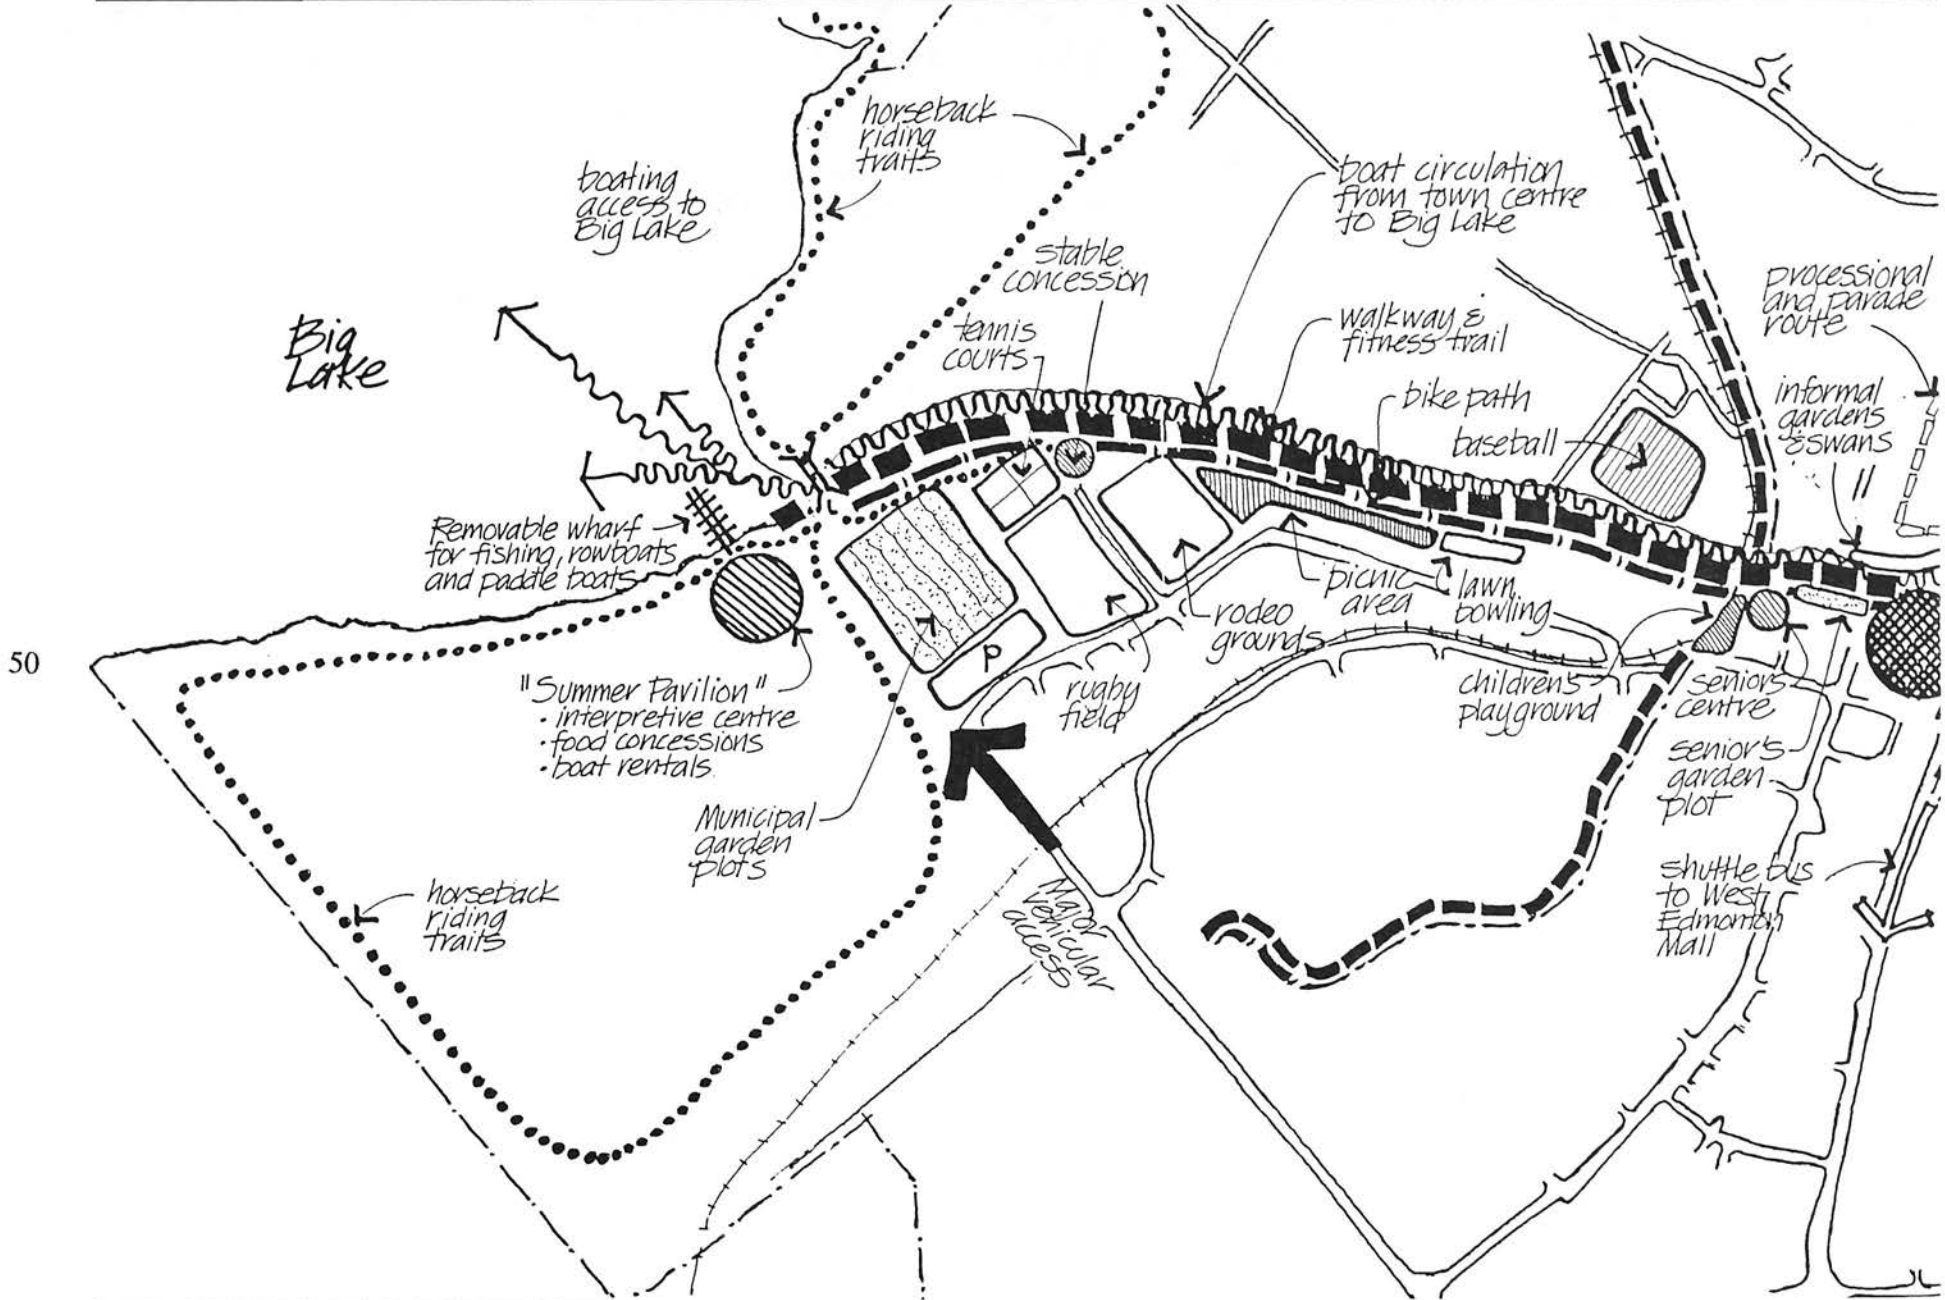 horseback
riding
trails
boating
access to
Big Lake
boat circulation
from town centre
to Big Lake
stable
concession
processional
and parade
route
Big
Lake
tennis
courts
walkway &
fitness trail
bike path
informal
gardens
& swans
baseball
Removable wharf
for fishing, rowboats
and paddle boats
picnic
area
lawn
bowling
rodeo
grounds
50
P
"Summer Pavilion"
• interpretive centre
• food concessions
• boat rentals
rugby
field
children's
playground
seniors
centre
senior's
garden
plot
Municipal
garden
plots
shuttle bus
to West
Edmonton
Mall
horseback
riding
trails
Major
vehicular
access